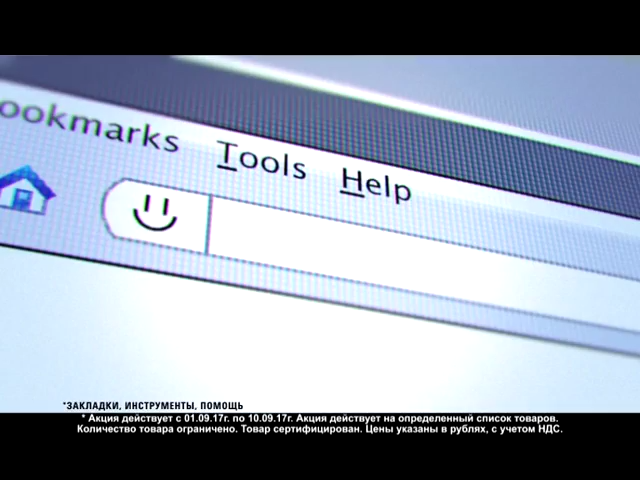 ookmarks Tools Help
*ЗАКЛАДКИ, ИНСТРУМЕНТЫ, ПОМОЩЬ
* Акция действует с 01.09.17г. по 10.09.17г. Акция действует на определенный список товаров.
Количество товара ограничено. Товар сертифицирован. Цены указаны в рублях, с учетом НДС.